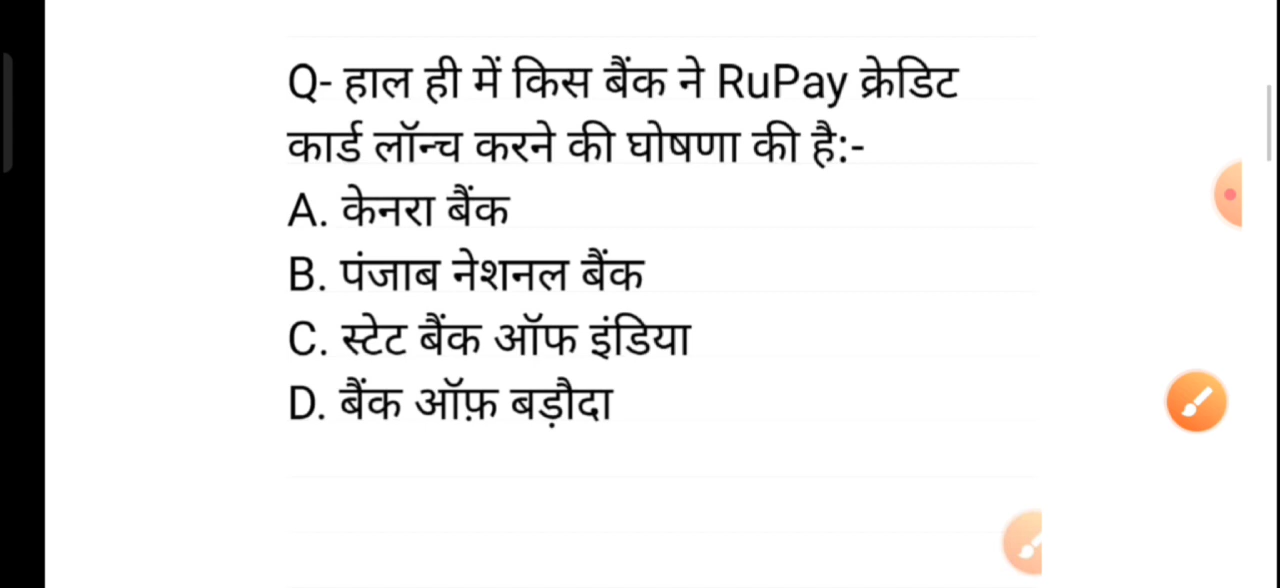 Q- हाल ही में किस बैंक ने RuPay क्रेडिट
कार्ड लॉन्च करने की घोषणा की है:-
A. केनरा बैंक
B. पंजाब नेशनल बैंक
C. स्टेट बैंक ऑफ इंडिया
D. बैंक ऑफ़ बड़ौदा